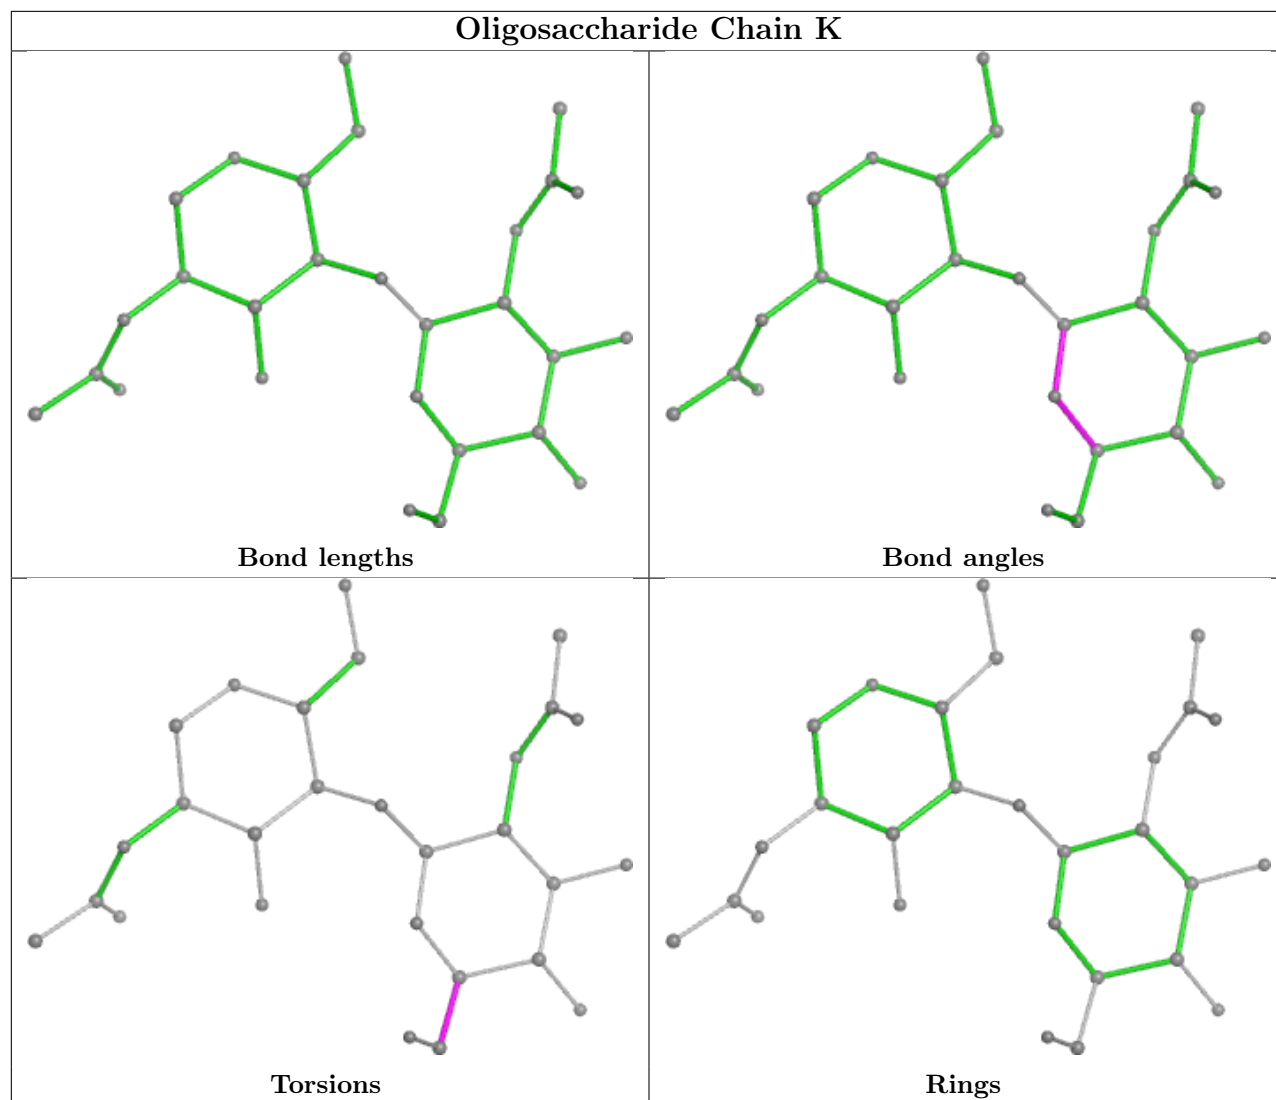 Oligosaccharide Chain K
Bond lengths
Bond angles
Torsions
Rings